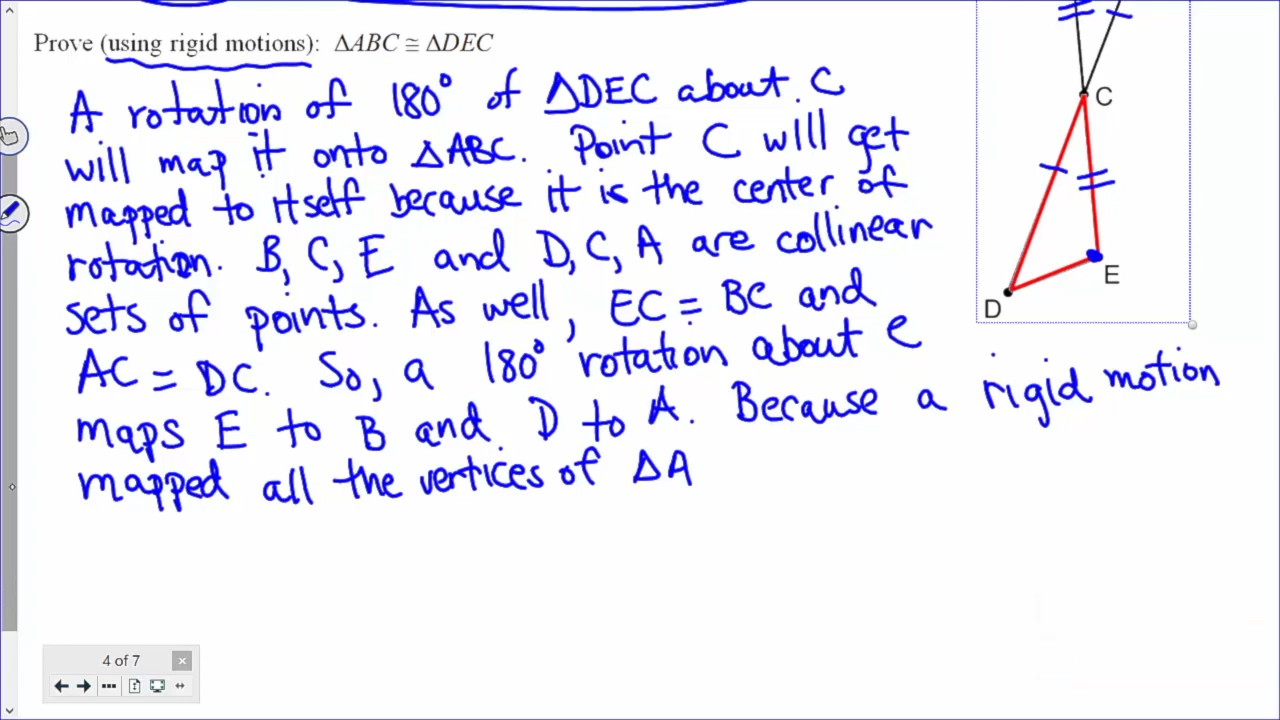 Prove (using rigid motions): ΔABC ≅ ΔDEC
A rotation of 180° of ΔDEC about C
will map it onto ΔABC. Point C will get
mapped to itself because it is the center of
rotation. B, C, E and D, C, A are collinear
sets of points. As well, EC = BC and
AC = DC. So, a 180° rotation about C
maps E to B and D to A. Because a rigid motion
mapped all the vertices of ΔA
C
E
D
4 of 7